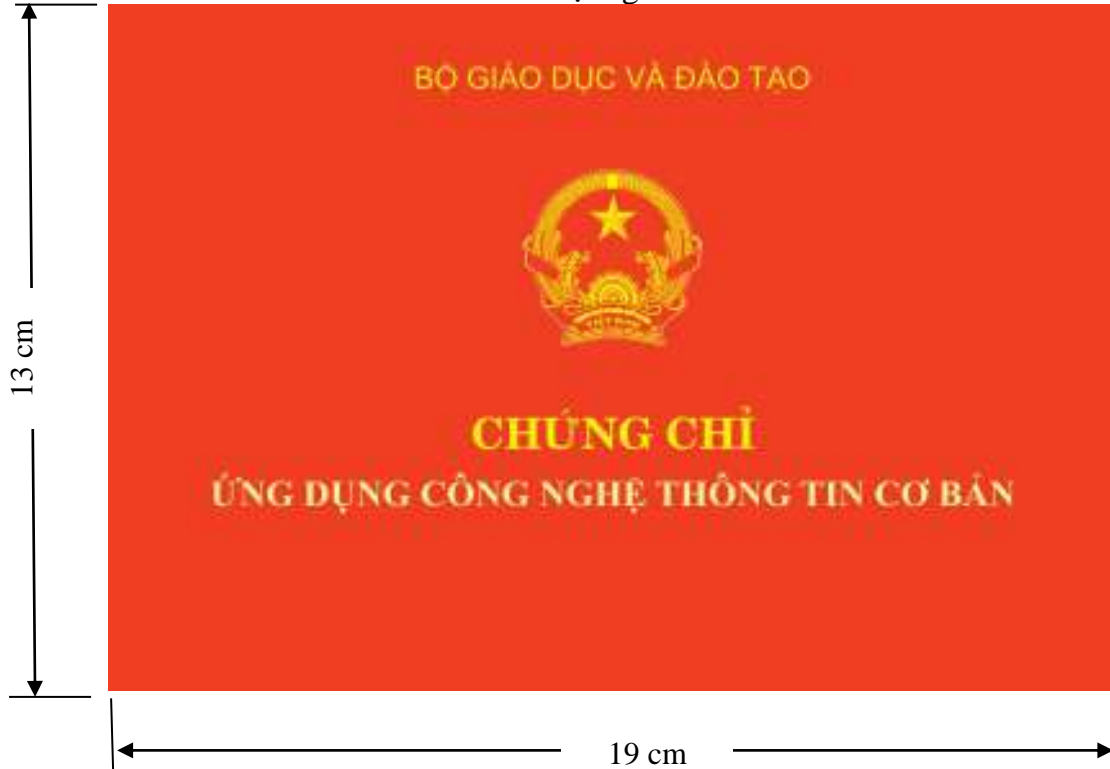 BỘ GIÁO DỤC VÀ ĐÀO TẠO
CHỨNG CHỈ
ỨNG DỤNG CÔNG NGHỆ THÔNG TIN CƠ BẢN
13 cm
19 cm